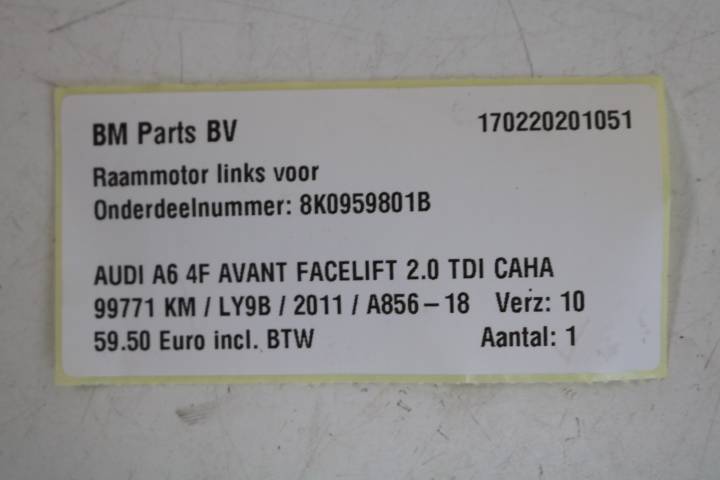 BM Parts BV 170220201051
Raammotor links voor
Onderdeelnummer: 8K0959801B
AUDI A6 4F AVANT FACELIFT 2.0 TDI CAHA
99771 KM / LY9B / 2011 / A856-18 Verz: 10
59.50 Euro incl. BTW Aantal: 1